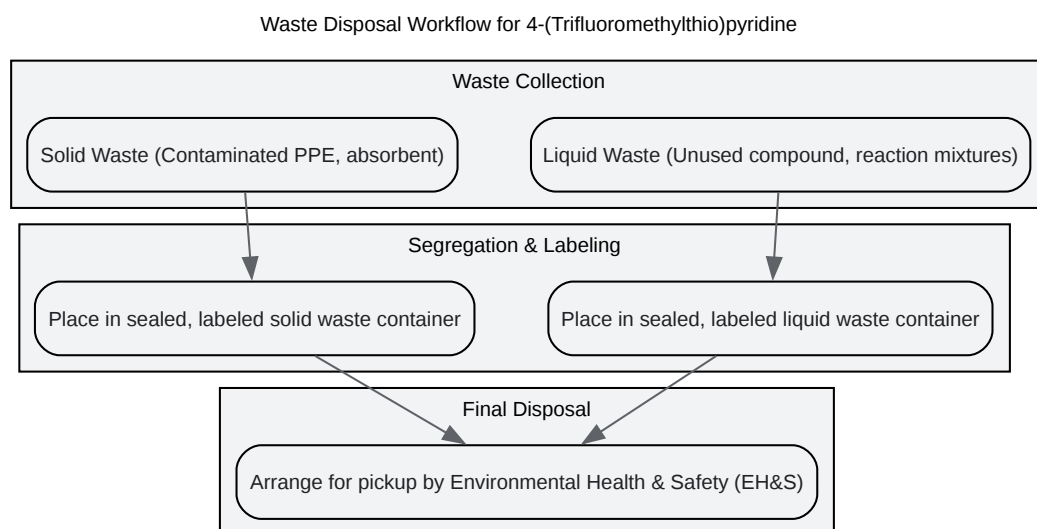 Waste Disposal Workflow for 4-(Trifluoromethylthio)pyridine
Waste Collection
Solid Waste (Contaminated PPE, absorbent)
Liquid Waste (Unused compound, reaction mixtures)
Segregation & Labeling
Place in sealed, labeled solid waste container
Place in sealed, labeled liquid waste container
Final Disposal
Arrange for pickup by Environmental Health & Safety (EH&S)